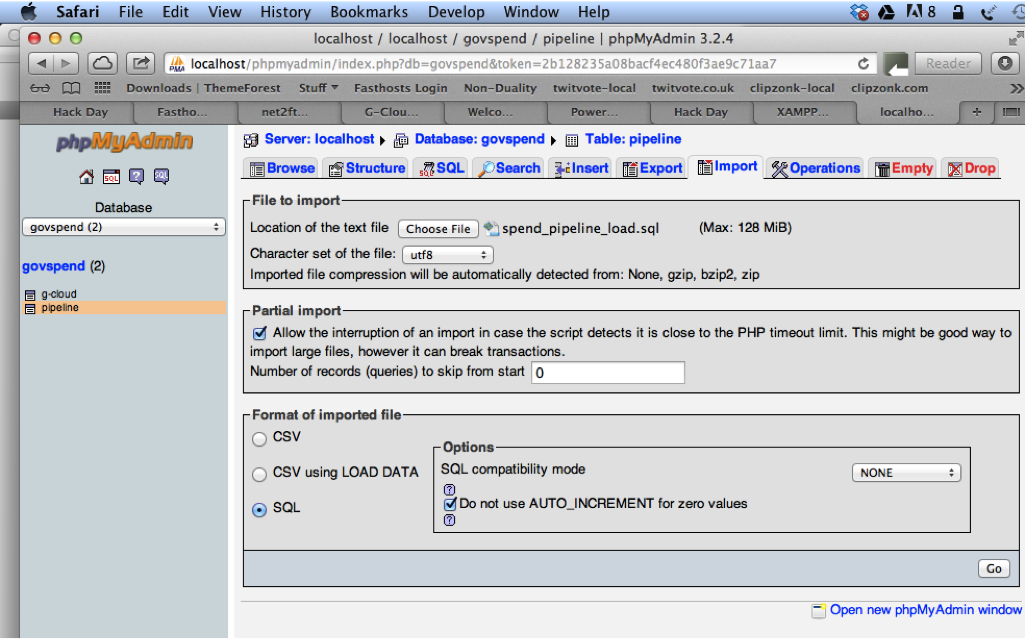 Safari File Edit View History Bookmarks Develop Window Help 8
localhost / localhost / govspend / pipeline | phpMyAdmin 3.2.4
localhost/phpmyadmin/index.php?db=govspend&token=2b128235a08bacf4ec480f3ae9c71aa7 Reader
Downloads | ThemeForest Stuff Fasthosts Login Non-Duality twitvote-local twitvote.co.uk clipzonk-local clipzonk.com
Hack Day Fastho... net2ft... G-Clou... Welco... Power... Hack Day XAMPP... localho...
phpMyAdmin
Server: localhost Database: govspend Table: pipeline
Browse Structure SQL Search Insert Export Import Operations Empty Drop
Database
govspend (2)
govspend (2)
g-cloud
pipeline
File to import
Location of the text file Choose File spend_pipeline_load.sql (Max: 128 MiB)
Character set of the file: utf8
Imported file compression will be automatically detected from: None, gzip, bzip2, zip
Partial import
Allow the interruption of an import in case the script detects it is close to the PHP timeout limit. This might be good way to
import large files, however it can break transactions.
Number of records (queries) to skip from start 0
Format of imported file
CSV
CSV using LOAD DATA
SQL
Options
SQL compatibility mode NONE
Do not use AUTO_INCREMENT for zero values
Go
Open new phpMyAdmin window